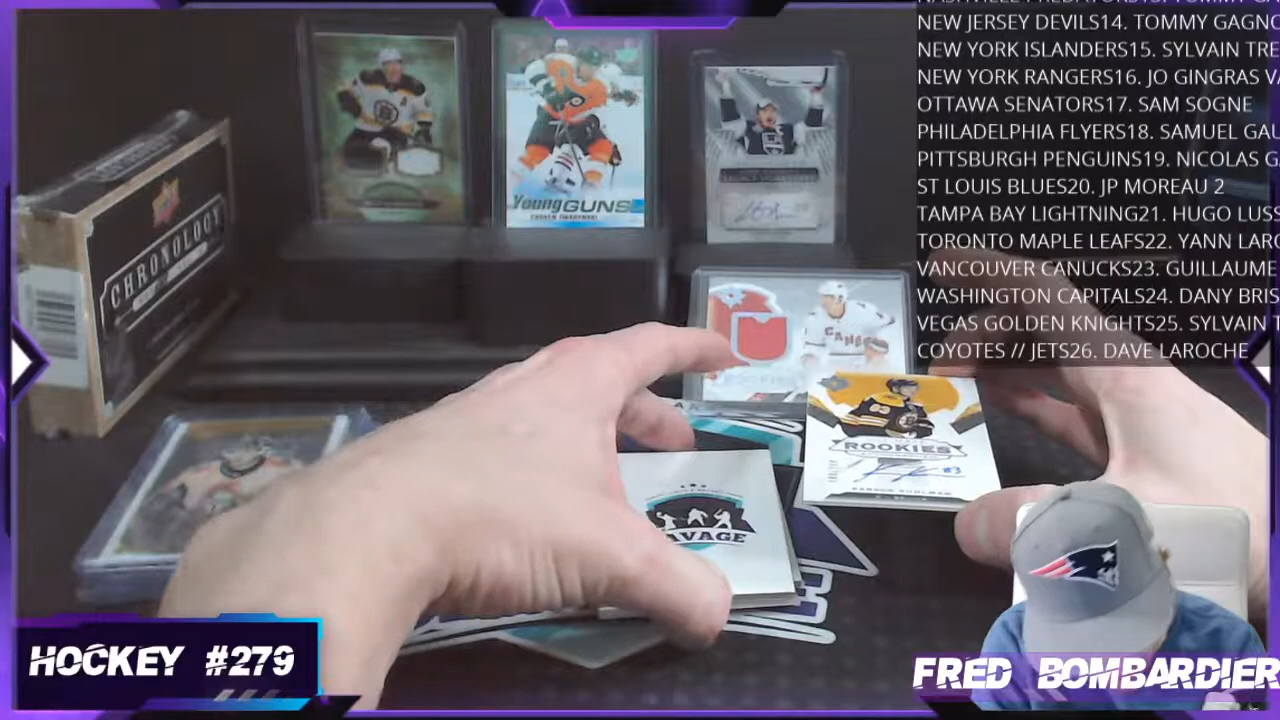 NEW JERSEY DEVILS14. TOMMY GAGNO
NEW YORK ISLANDERS15. SYLVAIN TRE
NEW YORK RANGERS16. JO GINGRAS V
OTTAWA SENATORS17. SAM SOGNE
PHILADELPHIA FLYERS18. SAMUEL GAU
PITTSBURGH PENGUINS19. NICOLAS G
ST LOUIS BLUES20. JP MOREAU 2
TAMPA BAY LIGHTNING21. HUGO LUSS
TORONTO MAPLE LEAFS22. YANN LARO
VANCOUVER CANUCKS23. GUILLAUME
WASHINGTON CAPITALS24. DANY BRIS
VEGAS GOLDEN KNIGHTS25. SYLVAIN T
COYOTES // JETS26. DAVE LAROCHE
Young GUNS
CHRONOLOGY
CANES
ROOKIES
AVAGE
HOCKEY #279
FRED BOMBARDIER